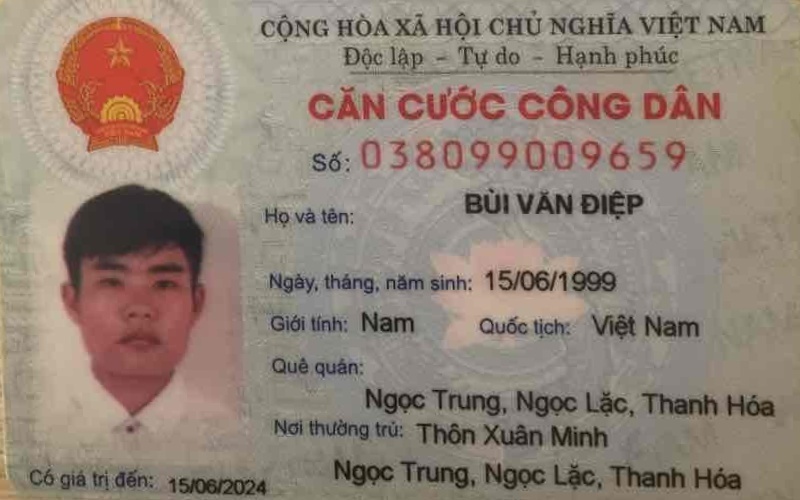 CỘNG HÒA XÃ HỘI CHỦ NGHĨA VIỆT NAM
Độc lập - Tự do - Hạnh phúc
CĂN CƯỚC CÔNG DÂN
Số: 038099009659
Họ và tên: BÙI VĂN ĐIỆP
Ngày, tháng, năm sinh: 15/06/1999
Giới tính: Nam Quốc tịch: Việt Nam
Quê quán:
Ngọc Trung, Ngọc Lặc, Thanh Hóa
Nơi thường trú: Thôn Xuân Minh
Ngọc Trung, Ngọc Lặc, Thanh Hóa
Có giá trị đến: 15/06/2024